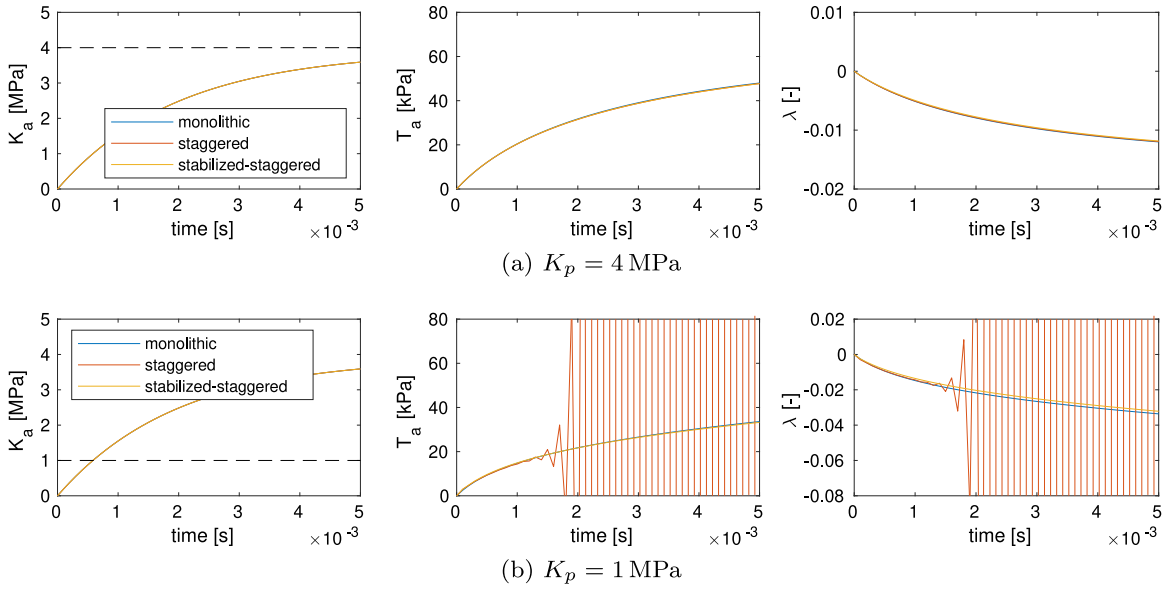 5
4
3
2
1
0
K_a [MPa]
monolithic
staggered
stabilized-staggered
0 1 2 3 4 5
time [s] ×10^-3
80
60
40
20
0
T_a [kPa]
0 1 2 3 4 5
time [s] ×10^-3
0.01
0
-0.01
-0.02
λ [-]
0 1 2 3 4 5
time [s] ×10^-3
(a) K_p = 4 MPa
5
4
3
2
1
0
K_a [MPa]
monolithic
staggered
stabilized-staggered
0 1 2 3 4 5
time [s] ×10^-3
80
60
40
20
0
T_a [kPa]
0 1 2 3 4 5
time [s] ×10^-3
0.02
0
-0.02
-0.04
-0.06
-0.08
λ [-]
0 1 2 3 4 5
time [s] ×10^-3
(b) K_p = 1 MPa